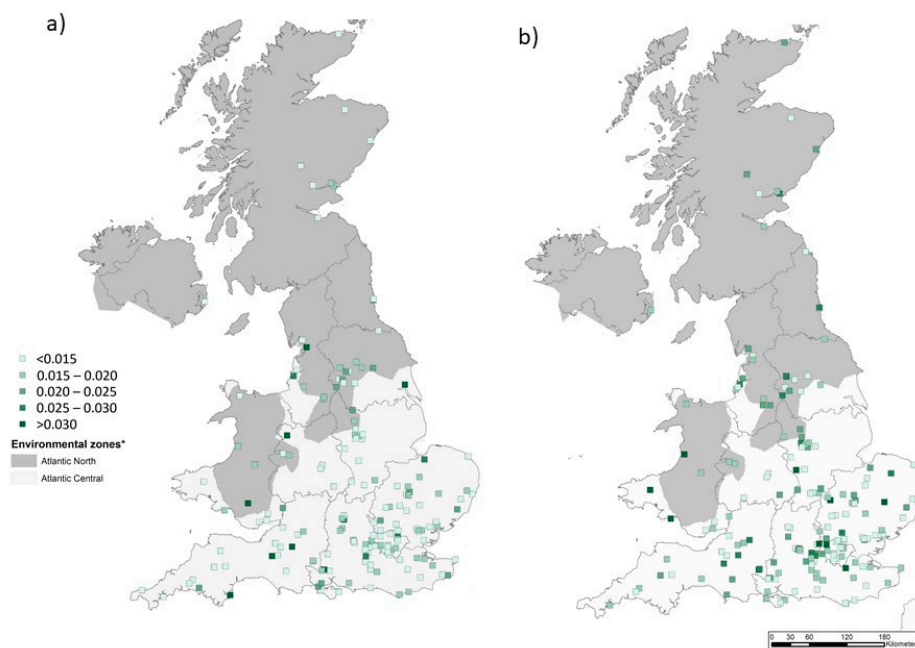 a)
b)
<0.015
0.015 – 0.020
0.020 – 0.025
0.025 – 0.030
>0.030
Environmental zones*
Atlantic North
Atlantic Central
0 30 60 120 180
Kilometer